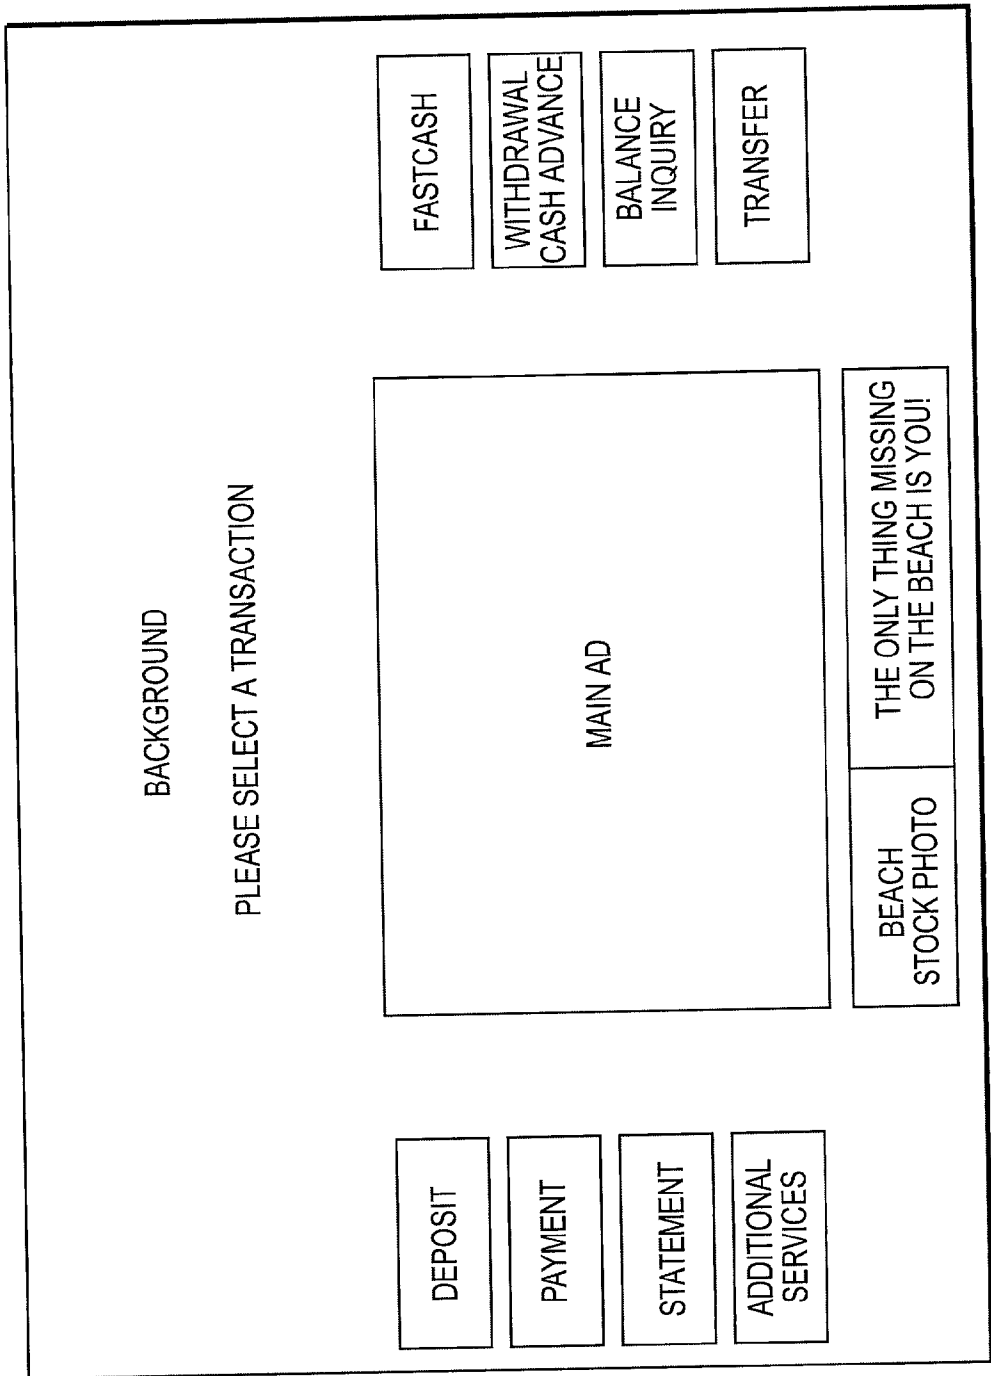 BACKGROUND
PLEASE SELECT A TRANSACTION
DEPOSIT
PAYMENT
STATEMENT
ADDITIONAL
SERVICES
MAIN AD
FASTCASH
WITHDRAWAL
CASH ADVANCE
BALANCE
INQUIRY
TRANSFER
BEACH
STOCK PHOTO
THE ONLY THING MISSING
ON THE BEACH IS YOU!